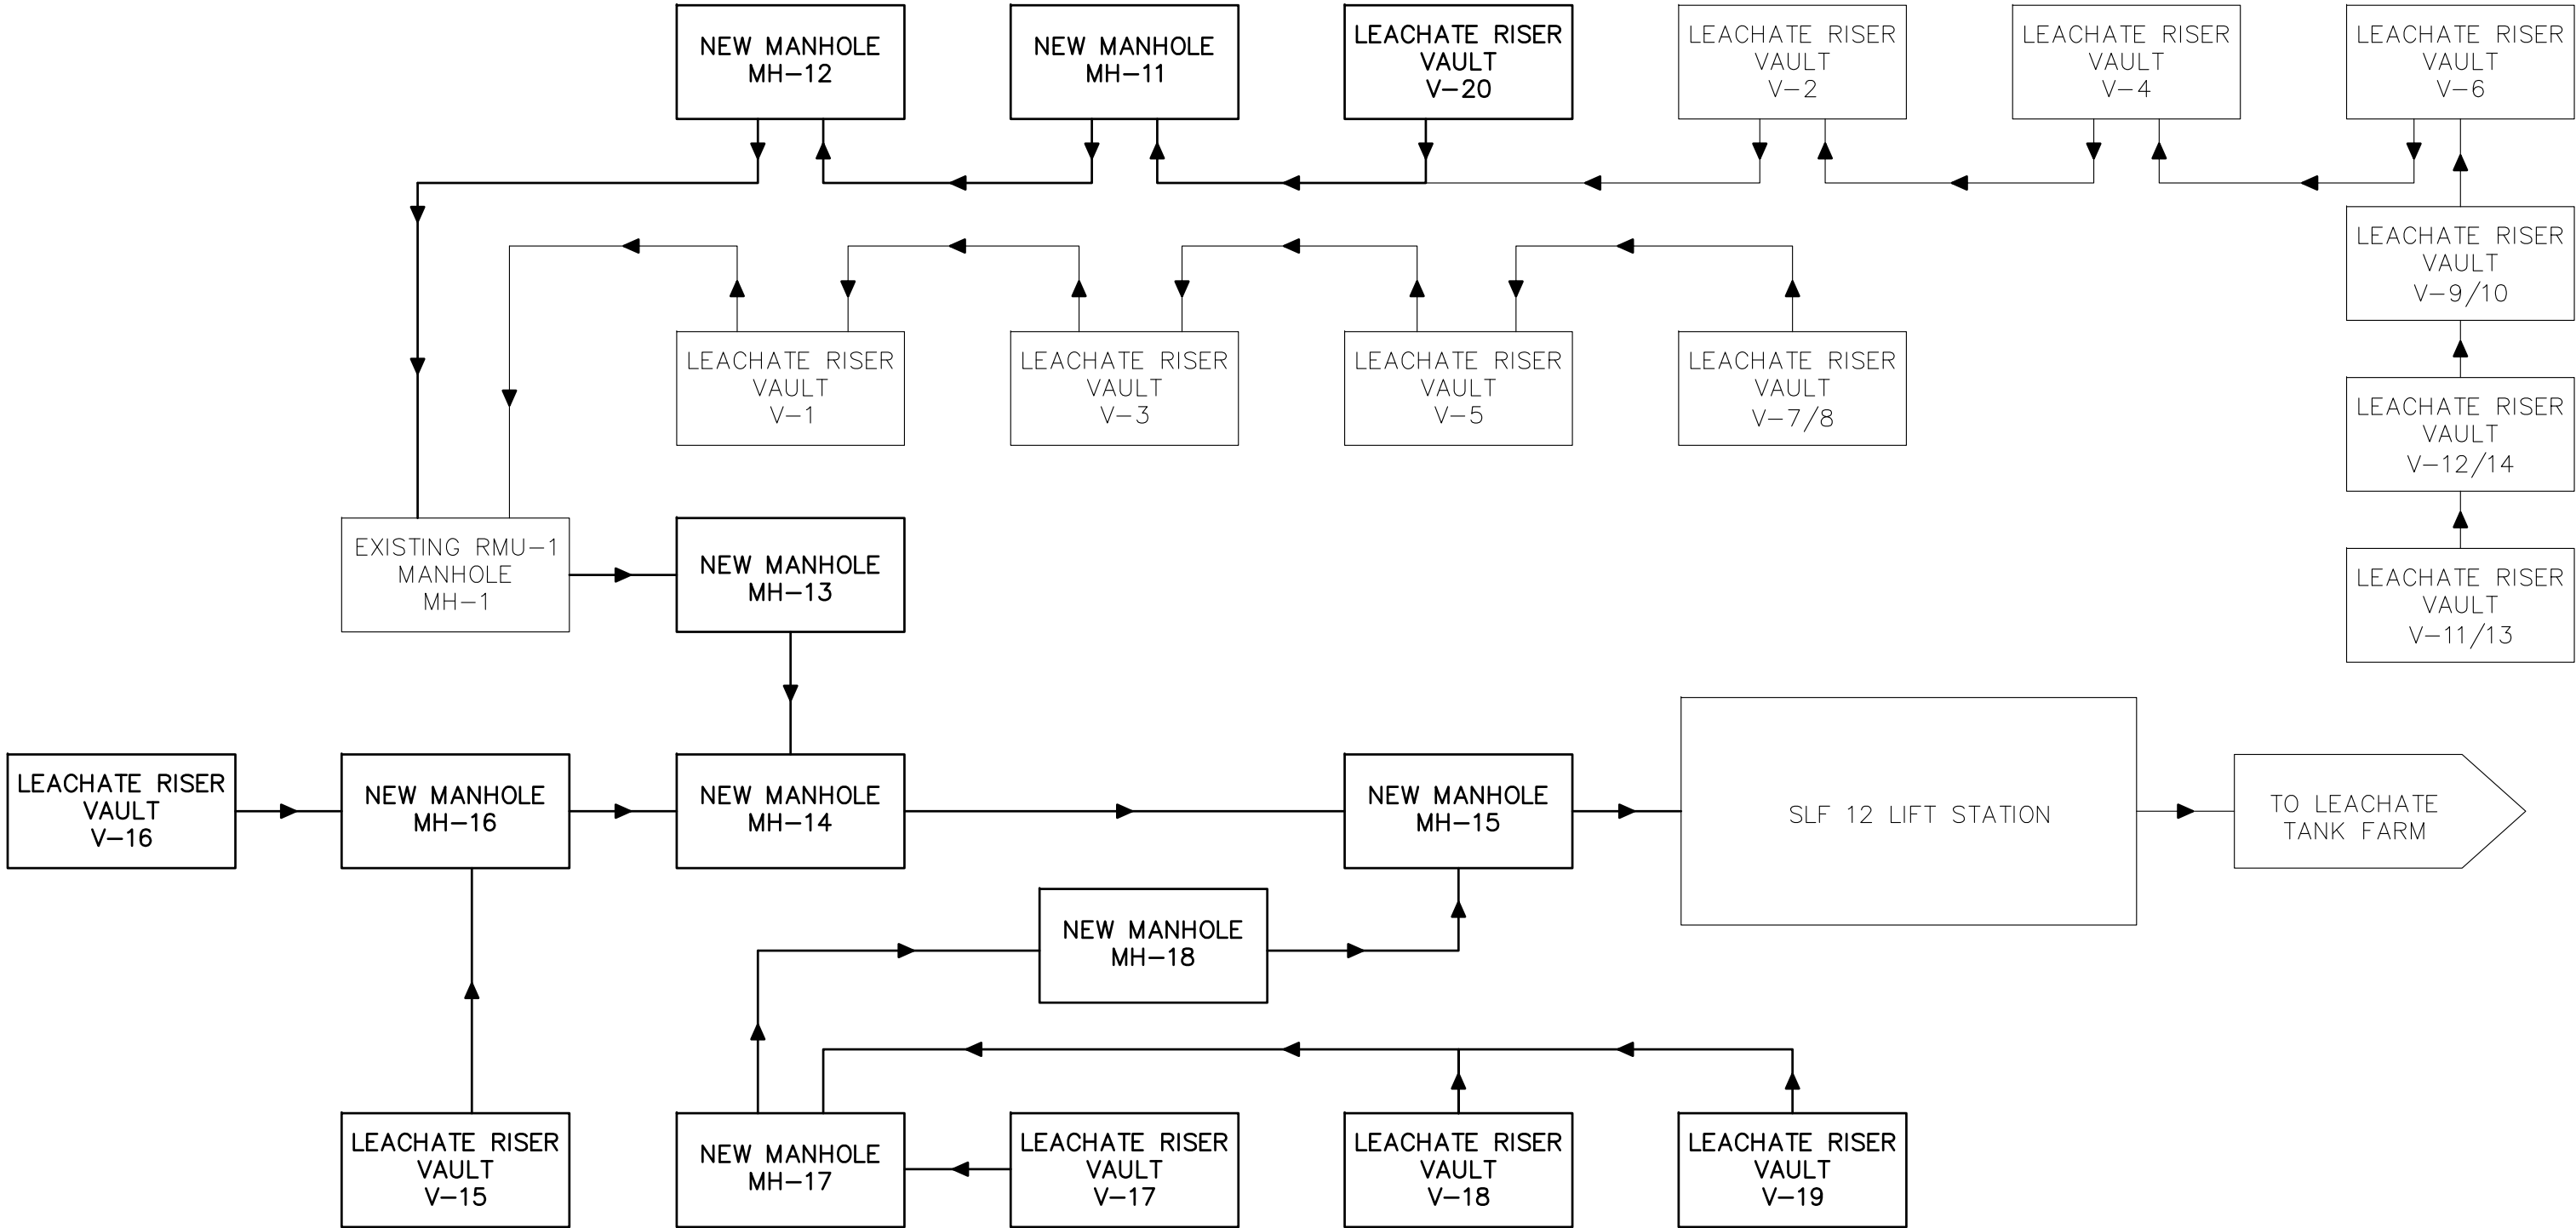 NEW MANHOLE
MH-12
NEW MANHOLE
MH-11
LEACHATE RISER
VAULT
V-20
LEACHATE RISER
VAULT
V-2
LEACHATE RISER
VAULT
V-4
LEACHATE RISER
VAULT
V-6
LEACHATE RISER
VAULT
V-9/10
LEACHATE RISER
VAULT
V-1
LEACHATE RISER
VAULT
V-3
LEACHATE RISER
VAULT
V-5
LEACHATE RISER
VAULT
V-7/8
LEACHATE RISER
VAULT
V-12/14
EXISTING RMU-1
MANHOLE
MH-1
NEW MANHOLE
MH-13
LEACHATE RISER
VAULT
V-11/13
LEACHATE RISER
VAULT
V-16
NEW MANHOLE
MH-16
NEW MANHOLE
MH-14
NEW MANHOLE
MH-15
SLF 12 LIFT STATION
TO LEACHATE
TANK FARM
NEW MANHOLE
MH-18
LEACHATE RISER
VAULT
V-15
NEW MANHOLE
MH-17
LEACHATE RISER
VAULT
V-17
LEACHATE RISER
VAULT
V-18
LEACHATE RISER
VAULT
V-19